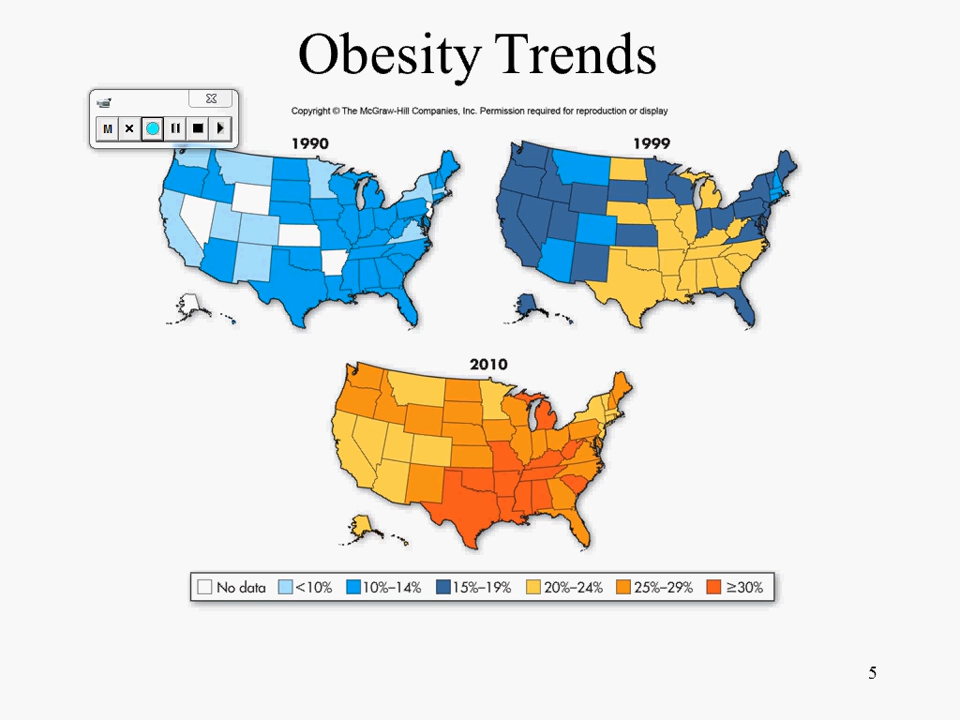 Obesity Trends
Copyright © The McGraw-Hill Companies, Inc. Permission required for reproduction or display
M
1990
1999
2010
No data <10% 10%–14% 15%–19% 20%–24% 25%–29% ≥30%
5